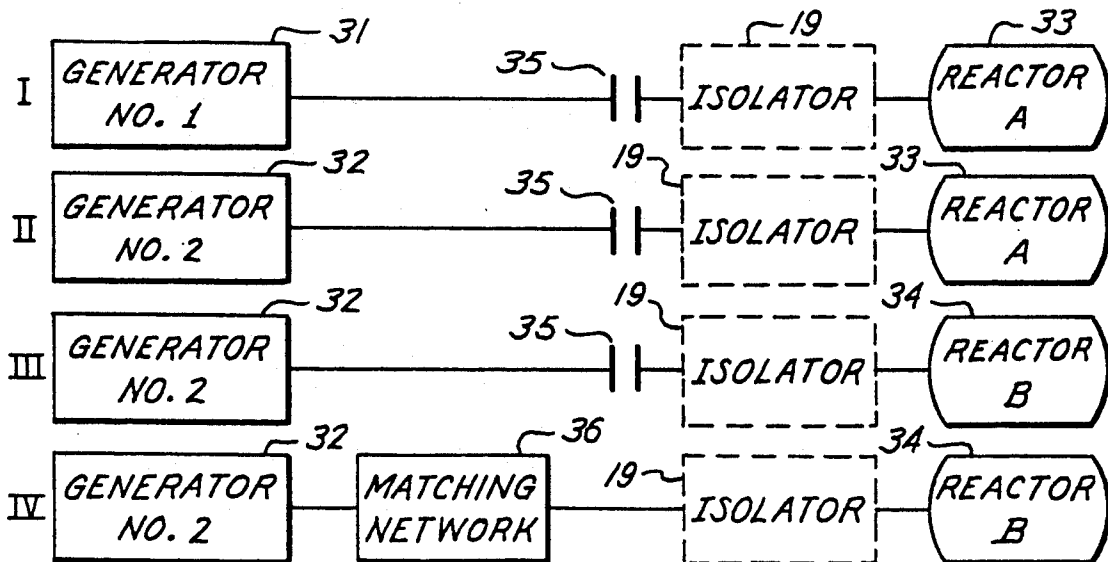 31 35 19 33
I GENERATOR NO. 1 ISOLATOR REACTOR A
32 35 19 33
II GENERATOR NO. 2 ISOLATOR REACTOR A
32 35 19 34
III GENERATOR NO. 2 ISOLATOR REACTOR B
32 36 19 34
IV GENERATOR NO. 2 MATCHING NETWORK ISOLATOR REACTOR B